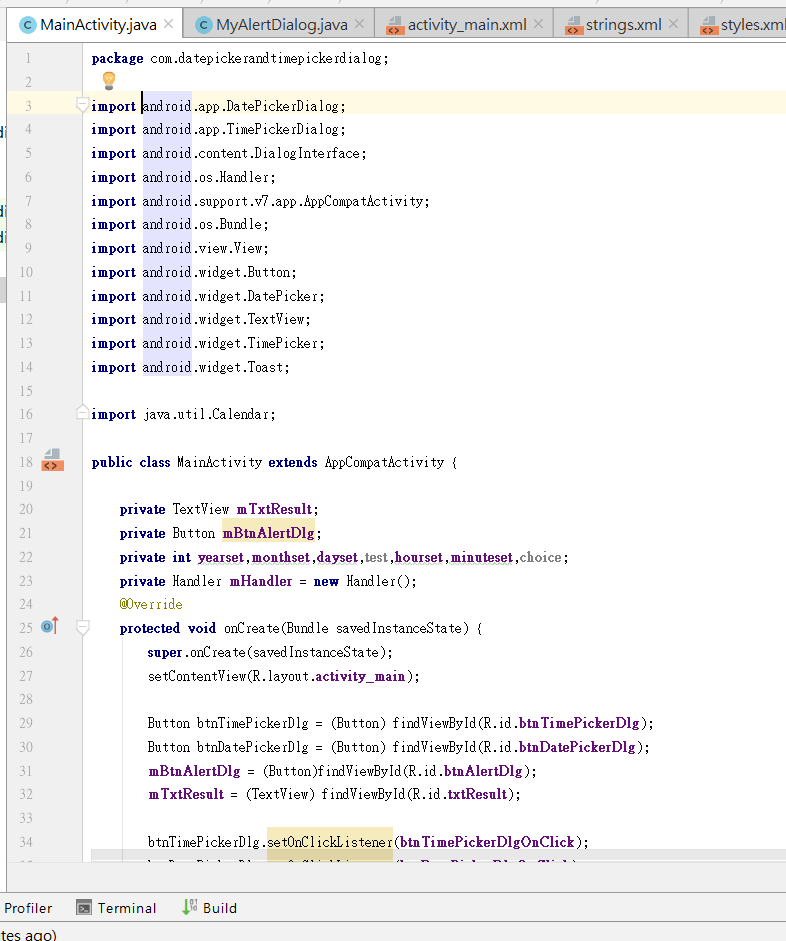 MainActivity.java MyAlertDialog.java activity_main.xml strings.xml styles.xml
1 package com.datepickerandtimepickerdialog;
2
3 import android.app.DatePickerDialog;
4 import android.app.TimePickerDialog;
5 import android.content.DialogInterface;
6 import android.os.Handler;
7 import android.support.v7.app.AppCompatActivity;
8 import android.os.Bundle;
9 import android.view.View;
10 import android.widget.Button;
11 import android.widget.DatePicker;
12 import android.widget.TextView;
13 import android.widget.TimePicker;
14 import android.widget.Toast;
15
16 import java.util.Calendar;
17
18 public class MainActivity extends AppCompatActivity {
19
20 private TextView mTxtResult;
21 private Button mBtnAlertDlg;
22 private int yearset,monthset,dayset,test,hourset,minuteset,choice;
23 private Handler mHandler = new Handler();
24 @Override
25 protected void onCreate(Bundle savedInstanceState) {
26 super.onCreate(savedInstanceState);
27 setContentView(R.layout.activity_main);
28
29 Button btnTimePickerDlg = (Button) findViewById(R.id.btnTimePickerDlg);
30 Button btnDatePickerDlg = (Button) findViewById(R.id.btnDatePickerDlg);
31 mBtnAlertDlg = (Button)findViewById(R.id.btnAlertDlg);
32 mTxtResult = (TextView) findViewById(R.id.txtResult);
33
34 btnTimePickerDlg.setOnClickListener(btnTimePickerDlgOnClick);
Profiler Terminal Build
tes ago)